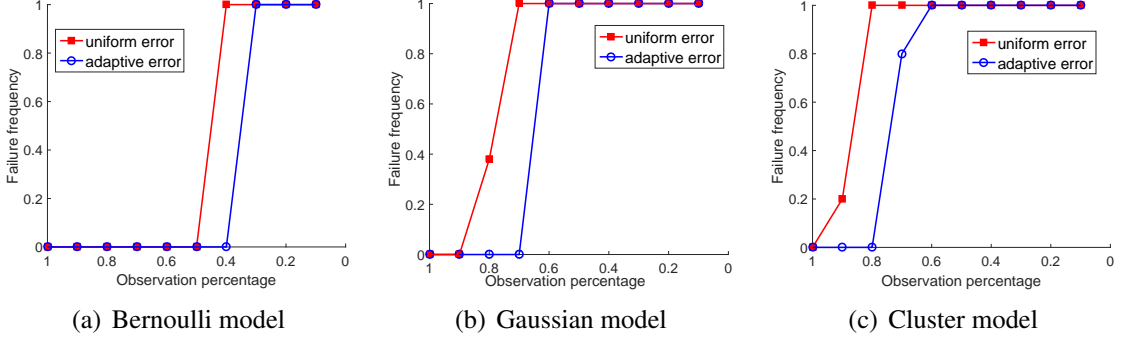 1
0.8
0.6
0.4
0.2
0
Failure frequency
uniform error
adaptive error
1 0.8 0.6 0.4 0.2 0
Observation percentage
(a) Bernoulli model
1
0.8
0.6
0.4
0.2
0
Failure frequency
uniform error
adaptive error
1 0.8 0.6 0.4 0.2 0
Observation percentage
(b) Gaussian model
1
0.8
0.6
0.4
0.2
0
Failure frequency
uniform error
adaptive error
1 0.8 0.6 0.4 0.2 0
Observation percentage
(c) Cluster model